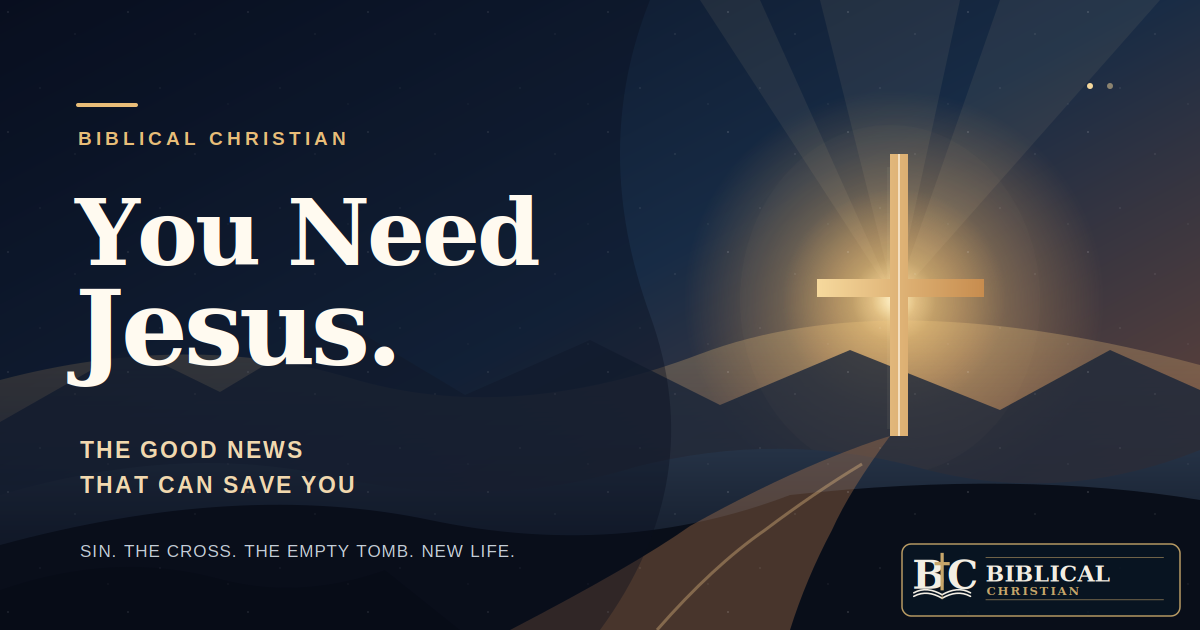 BIBLICAL CHRISTIAN
You Need
Jesus.
THE GOOD NEWS
THAT CAN SAVE YOU
SIN. THE CROSS. THE EMPTY TOMB. NEW LIFE.
BC
BIBLICAL
CHRISTIAN